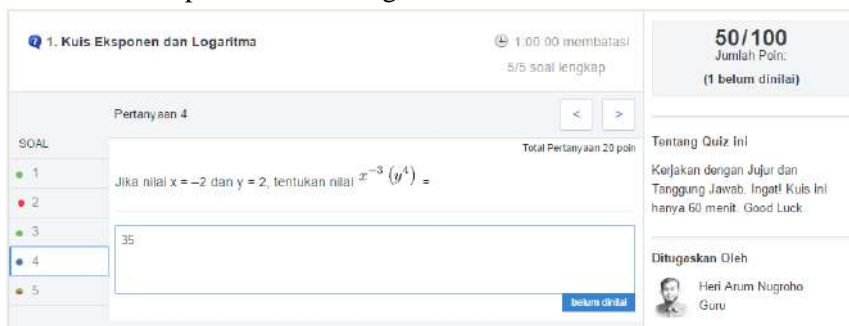 1. Kuis Eksponen dan Logaritma
1:00:00 membatasi
5/5 soal lengkap
Pertanyaan 4
< >
SOAL
Total Pertanyaan 20 poin
1
2
3
4
5
Jika nilai x = –2 dan y = 2, tentukan nilai x⁻³ (y⁴) =
35
belum dinilai
50/100
Jumlah Poin:
(1 belum dinilai)
Tentang Quiz ini
Kerjakan dengan Jujur dan
Tanggung Jawab. Ingat! Kuis ini
hanya 60 menit. Good Luck
Ditugaskan Oleh
Heri Arum Nugroho
Guru